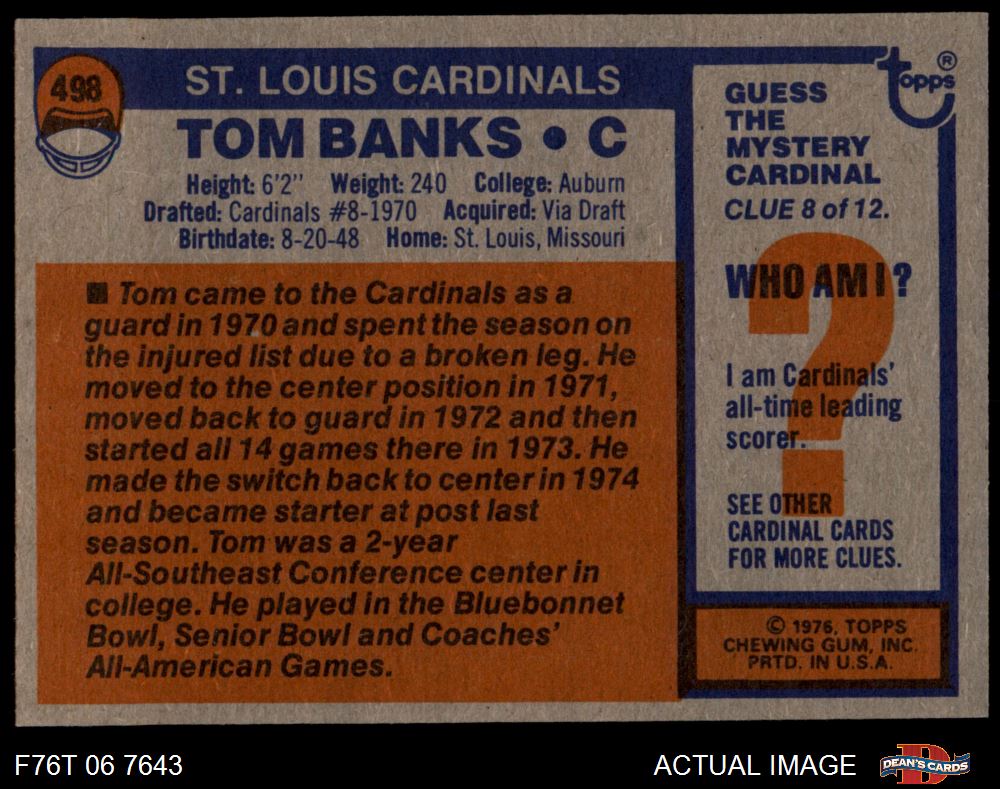 498
ST. LOUIS CARDINALS
TOM BANKS • C
Height: 6'2" Weight: 240 College: Auburn
Drafted: Cardinals #8-1970 Acquired: Via Draft
Birthdate: 8-20-48 Home: St. Louis, Missouri
■ Tom came to the Cardinals as a
guard in 1970 and spent the season on
the injured list due to a broken leg. He
moved to the center position in 1971,
moved back to guard in 1972 and then
started all 14 games there in 1973. He
made the switch back to center in 1974
and became starter at post last
season. Tom was a 2-year
All-Southeast Conference center in
college. He played in the Bluebonnet
Bowl, Senior Bowl and Coaches'
All-American Games.
topps ®
GUESS
THE
MYSTERY
CARDINAL
CLUE 8 of 12.
WHO AM I?
?
I am Cardinals'
all-time leading
scorer.
SEE OTHER
CARDINAL CARDS
FOR MORE CLUES.
© 1976, TOPPS
CHEWING GUM, INC.
PRTD. IN U.S.A.
F76T 06 7643
ACTUAL IMAGE
D
DEAN'S CARDS